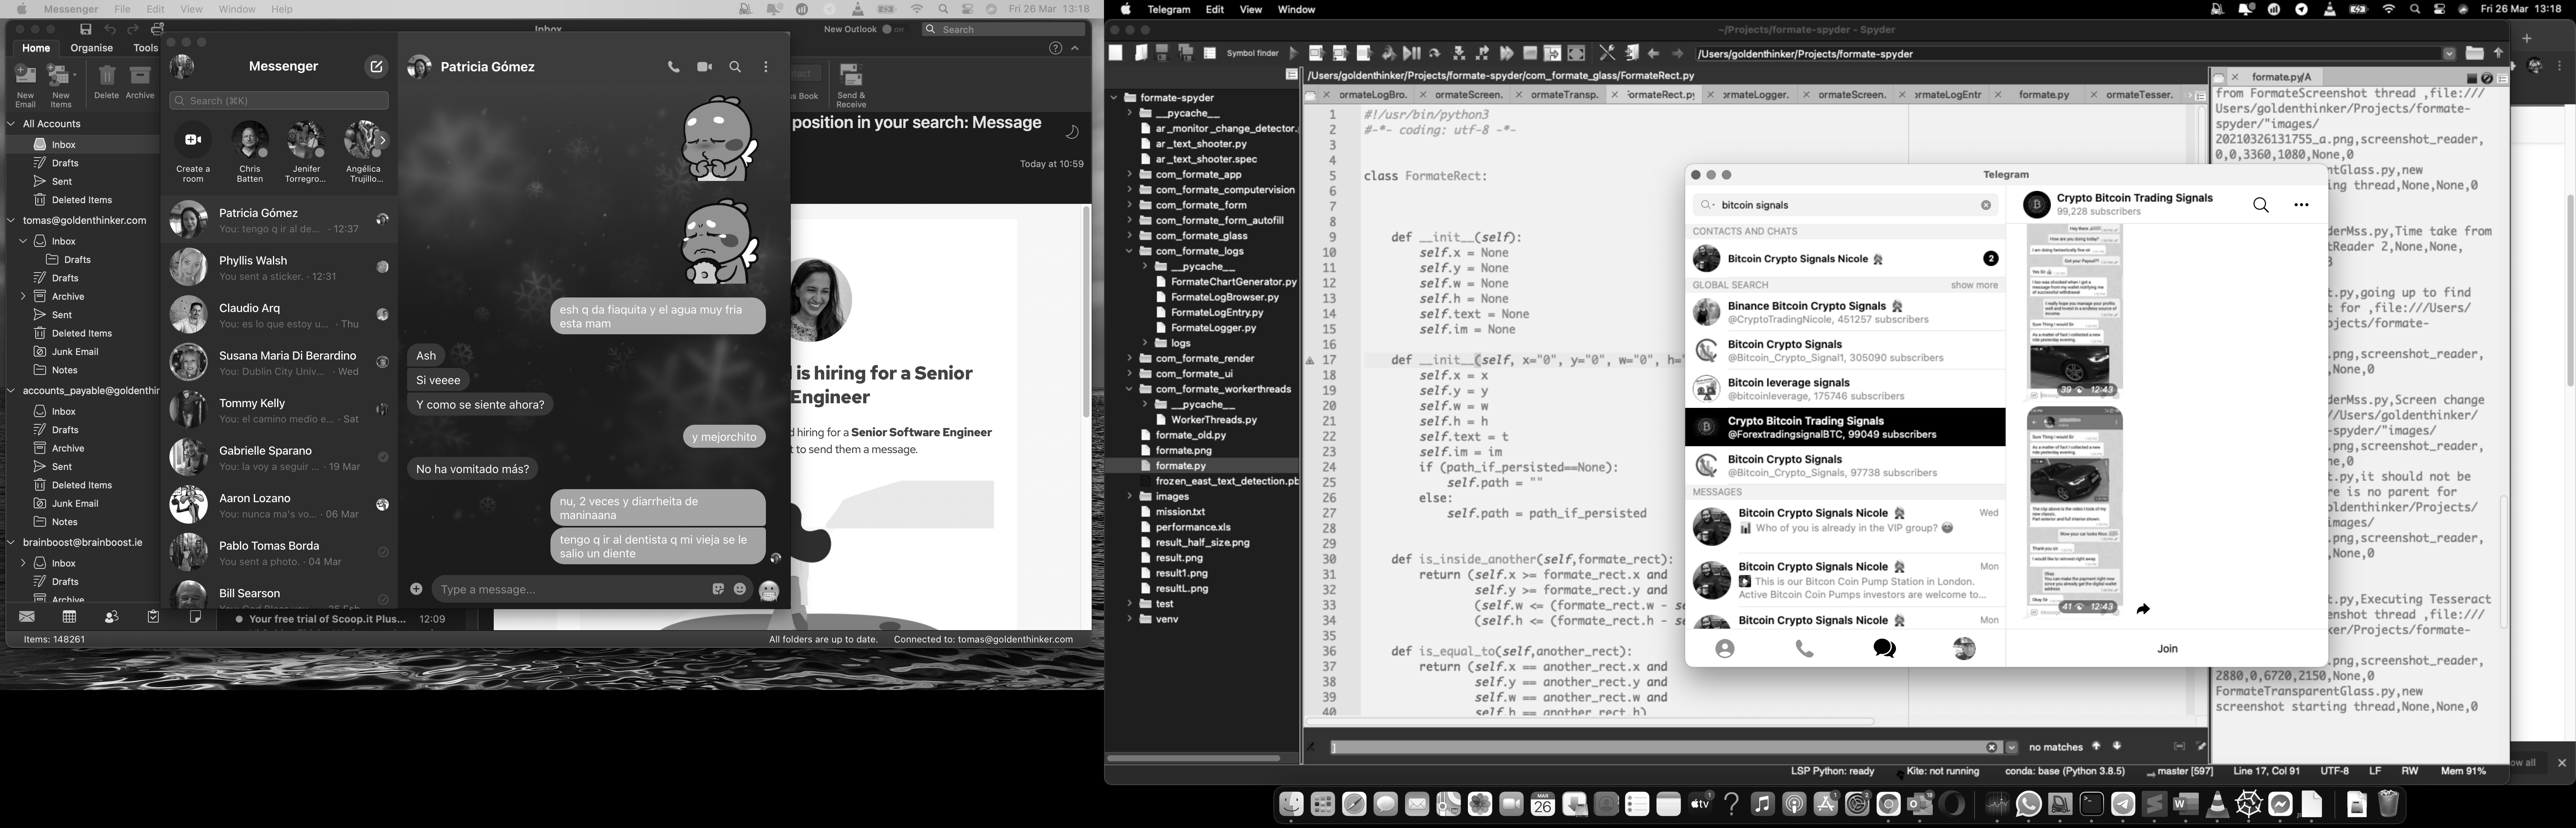 Messenger File Edit View Window Help
Fri 26 Mar 13:18
Inbox
New Outlook
Search
Home Organise Tools
New Email
New Items
Delete Archive
Send & Receive
All Accounts
Inbox
Drafts
Sent
Deleted Items
tomas@goldenthinker.com
Inbox
Drafts
Drafts
Archive
Sent
Deleted Items
Junk Email
Notes
accounts_payable@goldenthir
Inbox
Drafts
Archive
Sent
Deleted Items
Junk Email
Notes
brainboost@brainboost.ie
Inbox
Drafts
Archive
Items: 148261
Your free trial of Scoop.it Plus... 12:09
All folders are up to date. Connected to: tomas@goldenthinker.com
position in your search: Message
Today at 10:59
is hiring for a Senior
Engineer
d hiring for a Senior Software Engineer
t to send them a message.
Messenger
Search (⌘K)
Create a room
Chris Batten
Jenifer Torregro...
Angélica Trujillo...
Patricia Gómez
You: tengo q ir al de... · 12:37
Phyllis Walsh
You sent a sticker. · 12:31
Claudio Arq
You: es lo que estoy u... · Thu
Susana Maria Di Berardino
You: Dublin City Univ... · Wed
Tommy Kelly
You: el camino medio e... · Sat
Gabrielle Sparano
You: la voy a seguir ... · 19 Mar
Aaron Lozano
You: nunca ma's vo... · 06 Mar
Pablo Tomas Borda
You sent a photo. · 04 Mar
Bill Searson
Patricia Gómez
esh q da fiaquita y el agua muy fria
esta mam
Ash
Si veeee
Y como se siente ahora?
y mejorchito
No ha vomitado más?
nu, 2 veces y diarrheita de
maninaana
tengo q ir al dentista q mi vieja se le
salio un diente
Type a message...
Telegram Edit View Window
Fri 26 Mar 13:18
~/Projects/formate-spyder - Spyder
Symbol finder
/Users/goldenthinker/Projects/formate-spyder
/Users/goldenthinker/Projects/formate-spyder/com_formate_glass/FormateRect.py
ormateLogBro. ormateScreen. ormateTransp. ormateRect.py ormateLogger. ormateScreen. ormateLogEntr formate.py ormateTesser.
formate-spyder
__pycache__
ar_monitor_change_detector.
ar_text_shooter.py
ar_text_shooter.spec
com_formate_app
com_formate_computervision
com_formate_form
com_formate_form_autofill
com_formate_glass
com_formate_logs
__pycache__
FormateChartGenerator.py
FormateLogBrowser.py
FormateLogEntry.py
FormateLogger.py
logs
com_formate_render
com_formate_ui
com_formate_workerthreads
__pycache__
WorkerThreads.py
formate_old.py
formate.png
formate.py
frozen_east_text_detection.pb
images
mission.txt
performance.xls
result_half_size.png
result.png
result1.png
resultL.png
test
venv
1 #!/usr/bin/python3
2 #-*- coding: utf-8 -*-
3
4
5 class FormateRect:
6
7
8
9 def __init__(self):
10 self.x = None
11 self.y = None
12 self.w = None
13 self.h = None
14 self.text = None
15 self.im = None
16
17 def __init__(self, x="0", y="0", w="0", h="
18 self.x = x
19 self.y = y
20 self.w = w
21 self.h = h
22 self.text = t
23 self.im = im
24 if (path_if_persisted==None):
25 self.path = ""
26 else:
27 self.path = path_if_persisted
28
29
30 def is_inside_another(self,formate_rect):
31 return (self.x >= formate_rect.x and
32 self.y >= formate_rect.y and
33 (self.w <= (formate_rect.w - s
34 (self.h <= (formate_rect.h - s
35
36 def is_equal_to(self,another_rect):
37 return (self.x == another_rect.x and
38 self.y == another_rect.y and
39 self.w == another_rect.w and
40 self.h == another_rect.h)
no matches
LSP Python: ready Kite: not running conda: base (Python 3.8.5) master [597] Line 17, Col 91 UTF-8 LF RW Mem 91%
formate.py/A
from FormateScreenshot thread ,file:///
Users/goldenthinker/Projects/formate-
spyder/"images/
20210326131755_a.png,screenshot_reader,
0,0,3360,1080,None,0
ntGlass.py,new
ing thread,None,None,0
derMss.py,Time take from
tReader 2,None,None,
3
t.py,going up to find
t for ,file:///Users/
ojects/formate-
png,screenshot_reader,
,None,0
derMss.py,Screen change
//Users/goldenthinker/
-spyder/"images/
png,screenshot_reader,
,0
t.py,it should not be
re is no parent for
/Users/goldenthinker/
mages/
png,screenshot_reader,
,None,0
t.py,Executing Tesseract
nshot thread ,file:///
ker/Projects/formate-
png,screenshot_reader,
2880,0,6720,2150,None,0
FormateTransparentGlass.py,new
screenshot starting thread,None,None,0
Telegram
bitcoin signals
CONTACTS AND CHATS
Bitcoin Crypto Signals Nicole 2
GLOBAL SEARCH show more
Binance Bitcoin Crypto Signals
@CryptoTradingNicole, 451257 subscribers
Bitcoin Crypto Signals
@Bitcoin_Crypto_Signal1, 305090 subscribers
Bitcoin leverage signals
@bitcoinleverage, 175746 subscribers
Crypto Bitcoin Trading Signals
@ForextradingsignalBTC, 99049 subscribers
Bitcoin Crypto Signals
@Bitcoin_Crypto_Signals, 97738 subscribers
MESSAGES
Bitcoin Crypto Signals Nicole Wed
Who of you is already in the VIP group?
Bitcoin Crypto Signals Nicole Mon
This is our Bitcon Coin Pump Station in London.
Active Bitcoin Coin Pumps investors are welcome to...
Bitcoin Crypto Signals Nicole Mon
Crypto Bitcoin Trading Signals
99,228 subscribers
39 12:43
41 12:43
Join